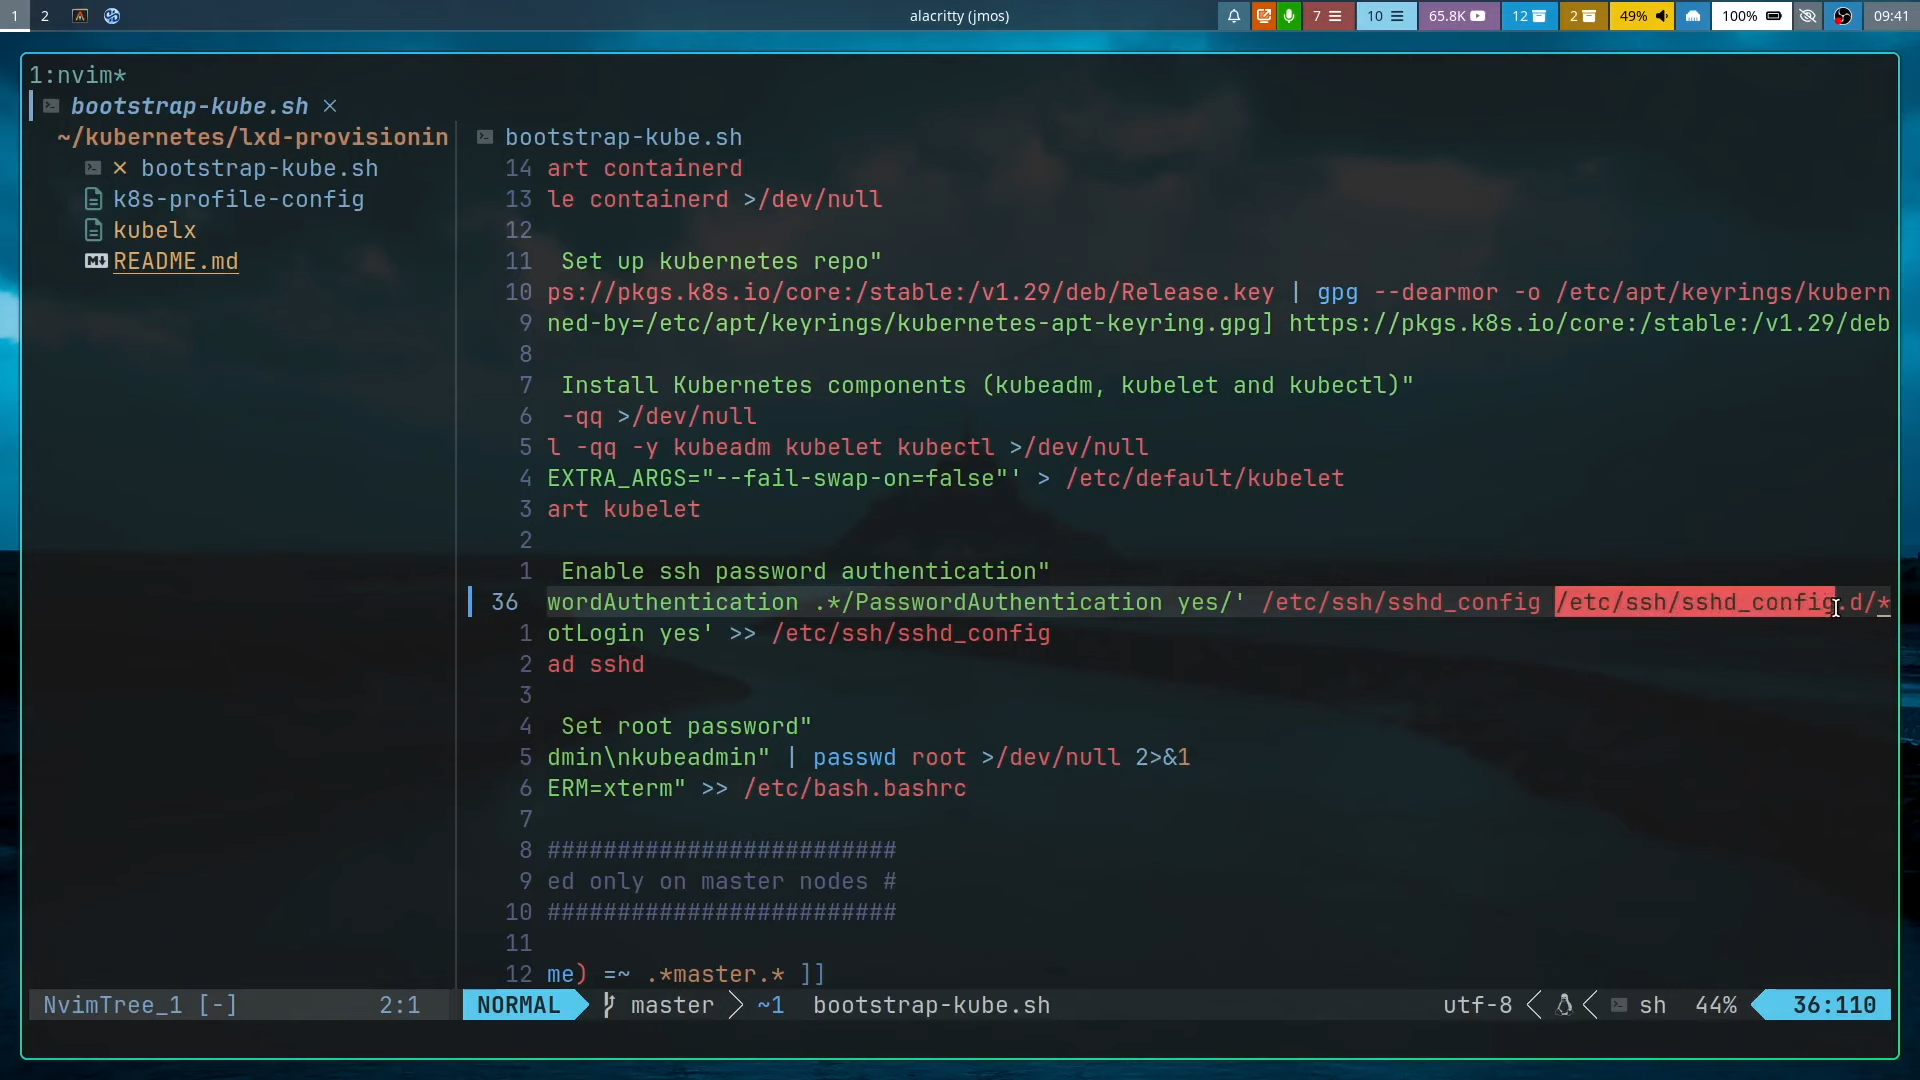 1 2 alacritty (jmos) 7 10 65.8K 12 2 49% 100% 09:41
1:nvim*
bootstrap-kube.sh ×
~/kubernetes/lxd-provisionin
bootstrap-kube.sh
k8s-profile-config
kubelx
README.md
bootstrap-kube.sh
14 art containerd
13 le containerd >/dev/null
12
11 Set up kubernetes repo"
10 ps://pkgs.k8s.io/core:/stable:/v1.29/deb/Release.key | gpg --dearmor -o /etc/apt/keyrings/kubern
9 ned-by=/etc/apt/keyrings/kubernetes-apt-keyring.gpg] https://pkgs.k8s.io/core:/stable:/v1.29/deb
8
7 Install Kubernetes components (kubeadm, kubelet and kubectl)"
6 -qq >/dev/null
5 l -qq -y kubeadm kubelet kubectl >/dev/null
4 EXTRA_ARGS="--fail-swap-on=false"' > /etc/default/kubelet
3 art kubelet
2
1 Enable ssh password authentication"
36 wordAuthentication .*/PasswordAuthentication yes/' /etc/ssh/sshd_config /etc/ssh/sshd_config.d/*
1 otLogin yes' >> /etc/ssh/sshd_config
2 ad sshd
3
4 Set root password"
5 dmin\nkubeadmin" | passwd root >/dev/null 2>&1
6 ERM=xterm" >> /etc/bash.bashrc
7
8 #########################
9 ed only on master nodes #
10 #########################
11
12 me) =~ .*master.* ]]
NvimTree_1 [-] 2:1
NORMAL master ~1 bootstrap-kube.sh utf-8 sh 44% 36:110